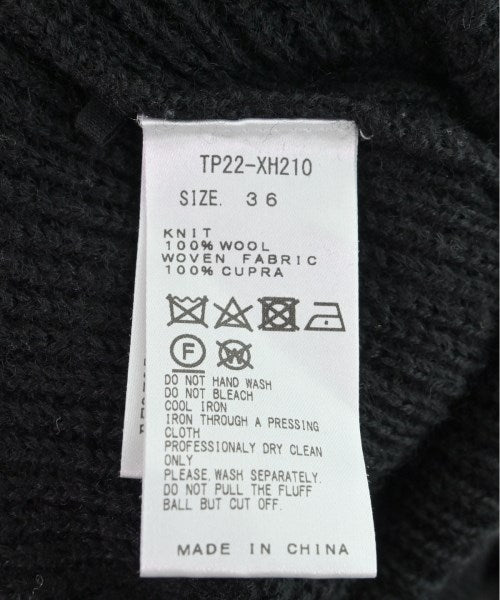 TP22-XH210
SIZE. 36
KNIT
100% WOOL
WOVEN FABRIC
100% CUPRA
F W
DO NOT HAND WASH
DO NOT BLEACH
COOL IRON
IRON THROUGH A PRESSING
CLOTH
PROFESSIONALY DRY CLEAN
ONLY
PLEASE WASH SEPARATELY.
DO NOT PULL THE FLUFF
BALL BUT CUT OFF.
MADE IN CHINA